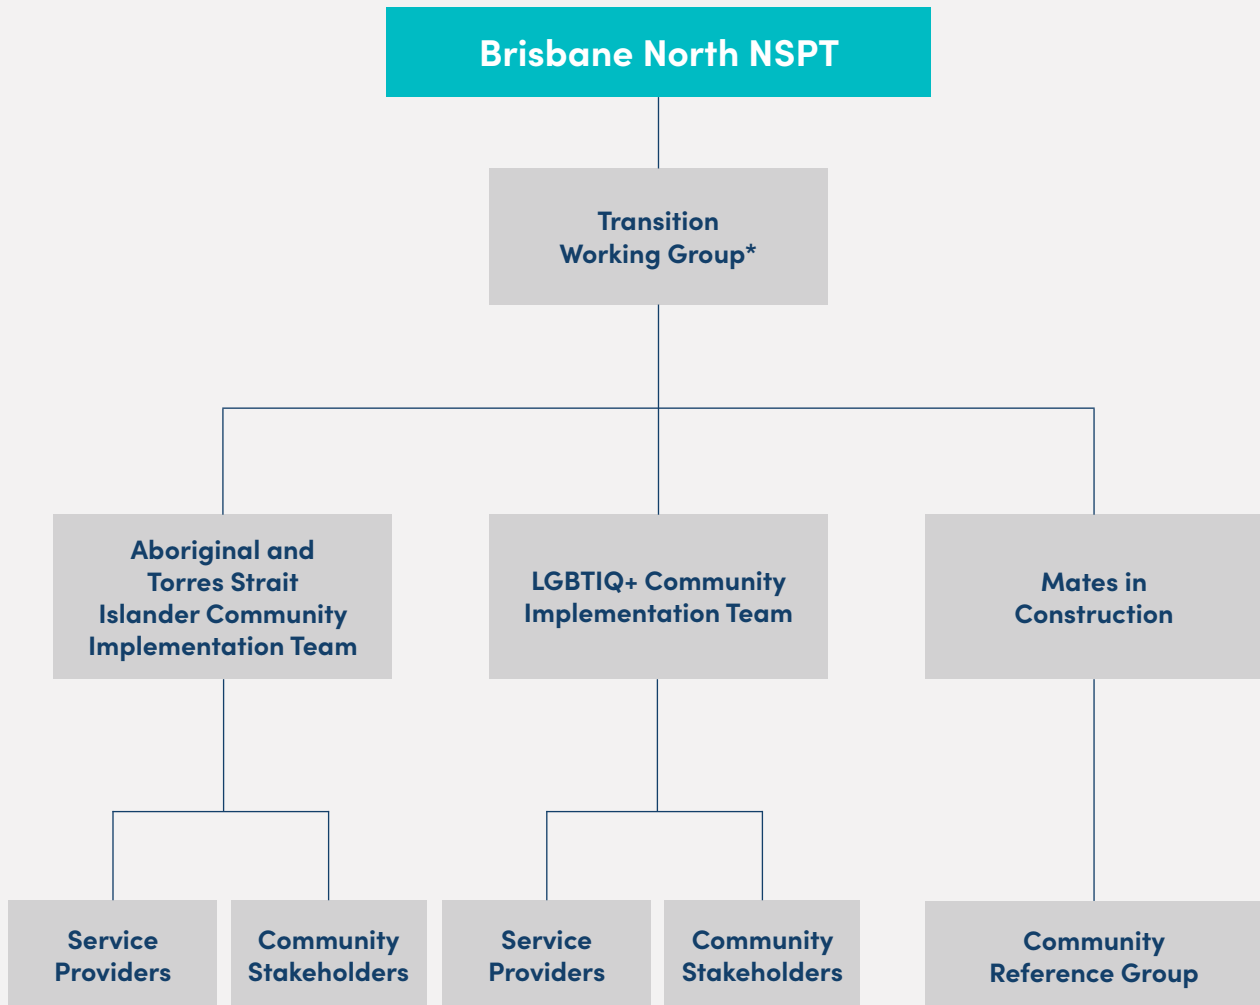 Brisbane North NSPT
Transition
Working Group*
Aboriginal and
Torres Strait
Islander Community
Implementation Team
LGBTIQ+ Community
Implementation Team
Mates in
Construction
Service
Providers
Community
Stakeholders
Service
Providers
Community
Stakeholders
Community
Reference Group